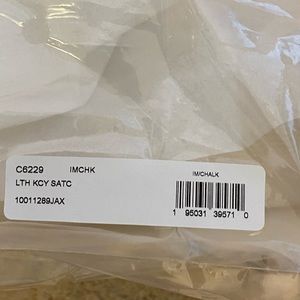 C6229 IMCHK
LTH KCY SATC
10011289JAX
IM/CHALK
1 95031 39571 0